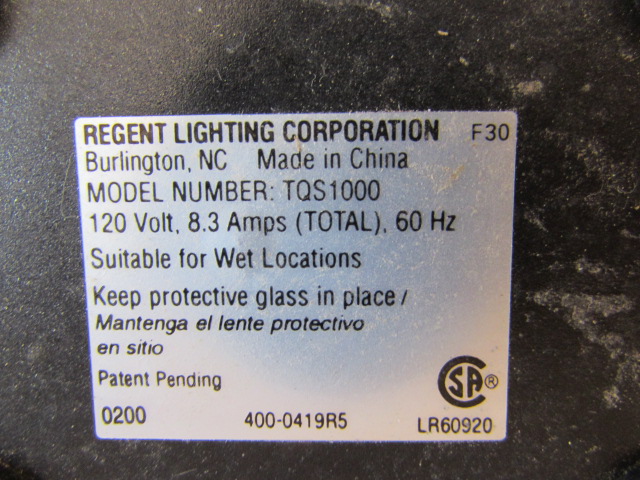 REGENT LIGHTING CORPORATION F30
Burlington, NC Made in China
MODEL NUMBER: TQS1000
120 Volt, 8.3 Amps (TOTAL), 60 Hz
Suitable for Wet Locations
Keep protective glass in place /
Mantenga el lente protectivo
en sitio
Patent Pending
SA®
0200 400-0419R5 LR60920